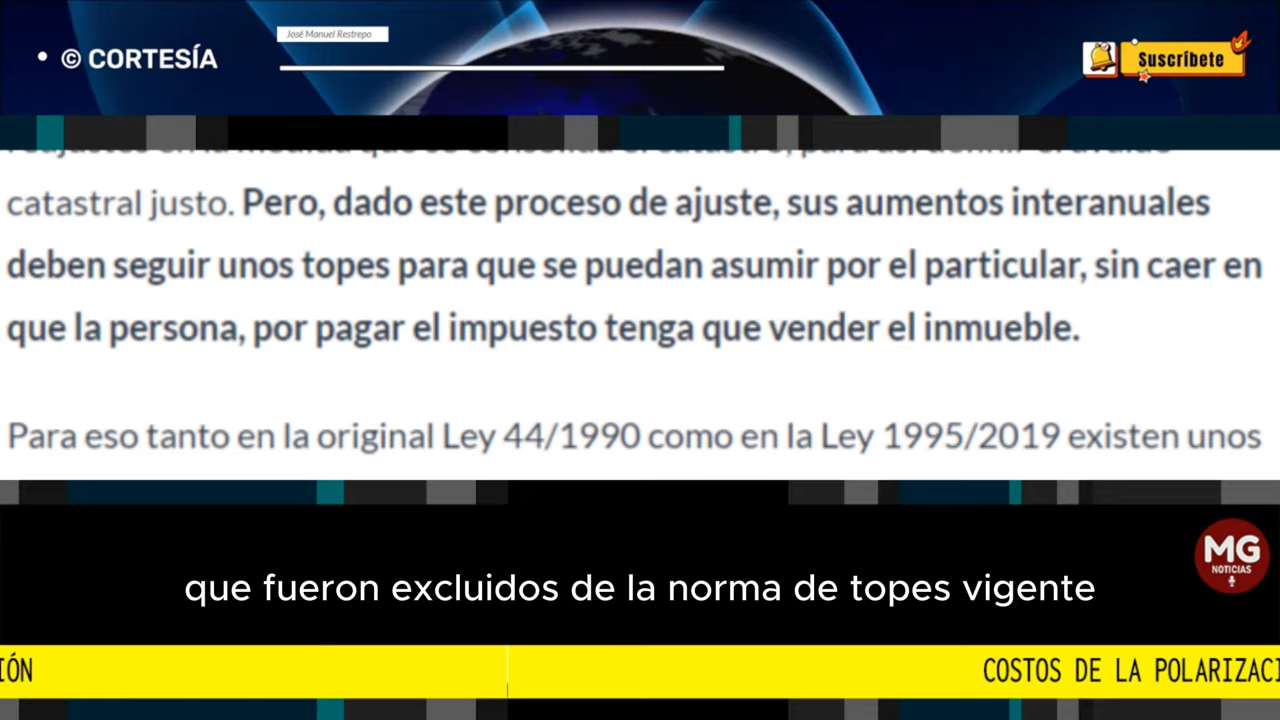 José Manuel Restrepo
• © CORTESÍA
Suscríbete
catastral justo. Pero, dado este proceso de ajuste, sus aumentos interanuales
deben seguir unos topes para que se puedan asumir por el particular, sin caer en
que la persona, por pagar el impuesto tenga que vender el inmueble.
Para eso tanto en la original Ley 44/1990 como en la Ley 1995/2019 existen unos
MG
NOTICIAS
que fueron excluidos de la norma de topes vigente
IÓN
COSTOS DE LA POLARIZACI